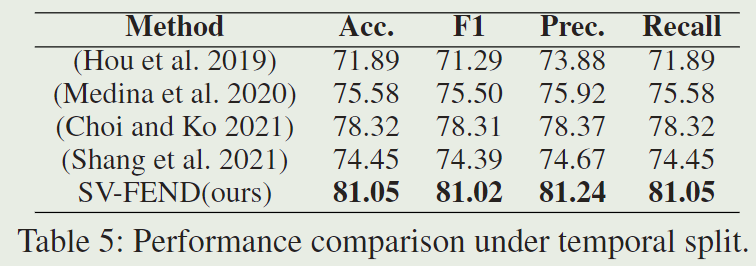 Method Acc. F1 Prec. Recall
(Hou et al. 2019) 71.89 71.29 73.88 71.89
(Medina et al. 2020) 75.58 75.50 75.92 75.58
(Choi and Ko 2021) 78.32 78.31 78.37 78.32
(Shang et al. 2021) 74.45 74.39 74.67 74.45
SV-FEND(ours) 81.05 81.02 81.24 81.05
Table 5: Performance comparison under temporal split.